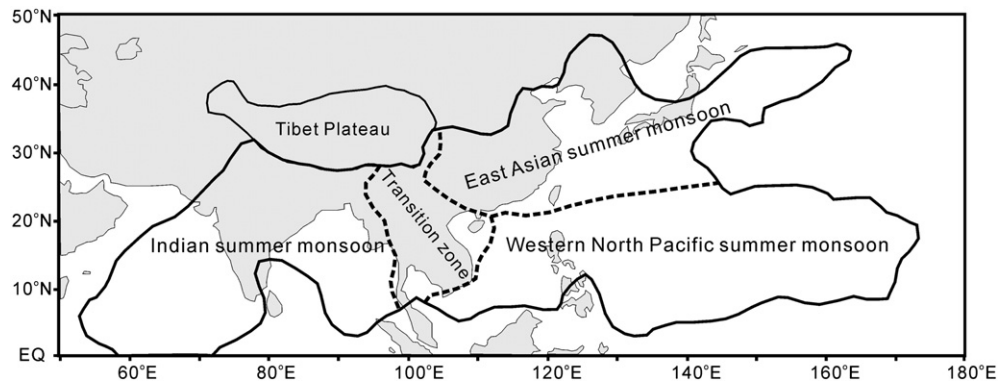 50°N
40°N
30°N
20°N
10°N
EQ
Tibet Plateau
East Asian summer monsoon
Transition zone
Indian summer monsoon
Western North Pacific summer monsoon
60°E
80°E
100°E
120°E
140°E
160°E
180°E